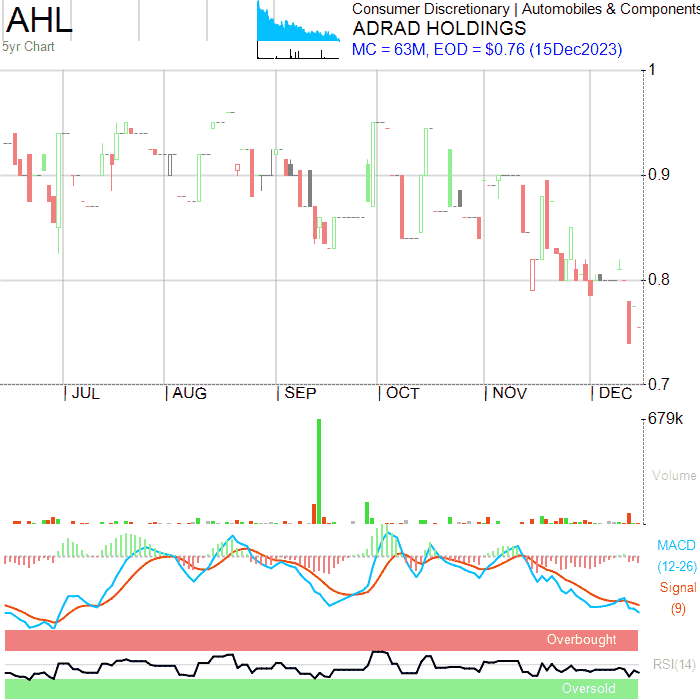 AHL
5yr Chart
Consumer Discretionary | Automobiles & Components
ADRAD HOLDINGS
MC = 63M, EOD = $0.76 (15Dec2023)
1
0.9
0.8
0.7
| JUL | AUG | SEP | OCT | NOV | DEC
679k
Volume
MACD
(12-26)
Signal
(9)
Overbought
RSI(14)
Oversold